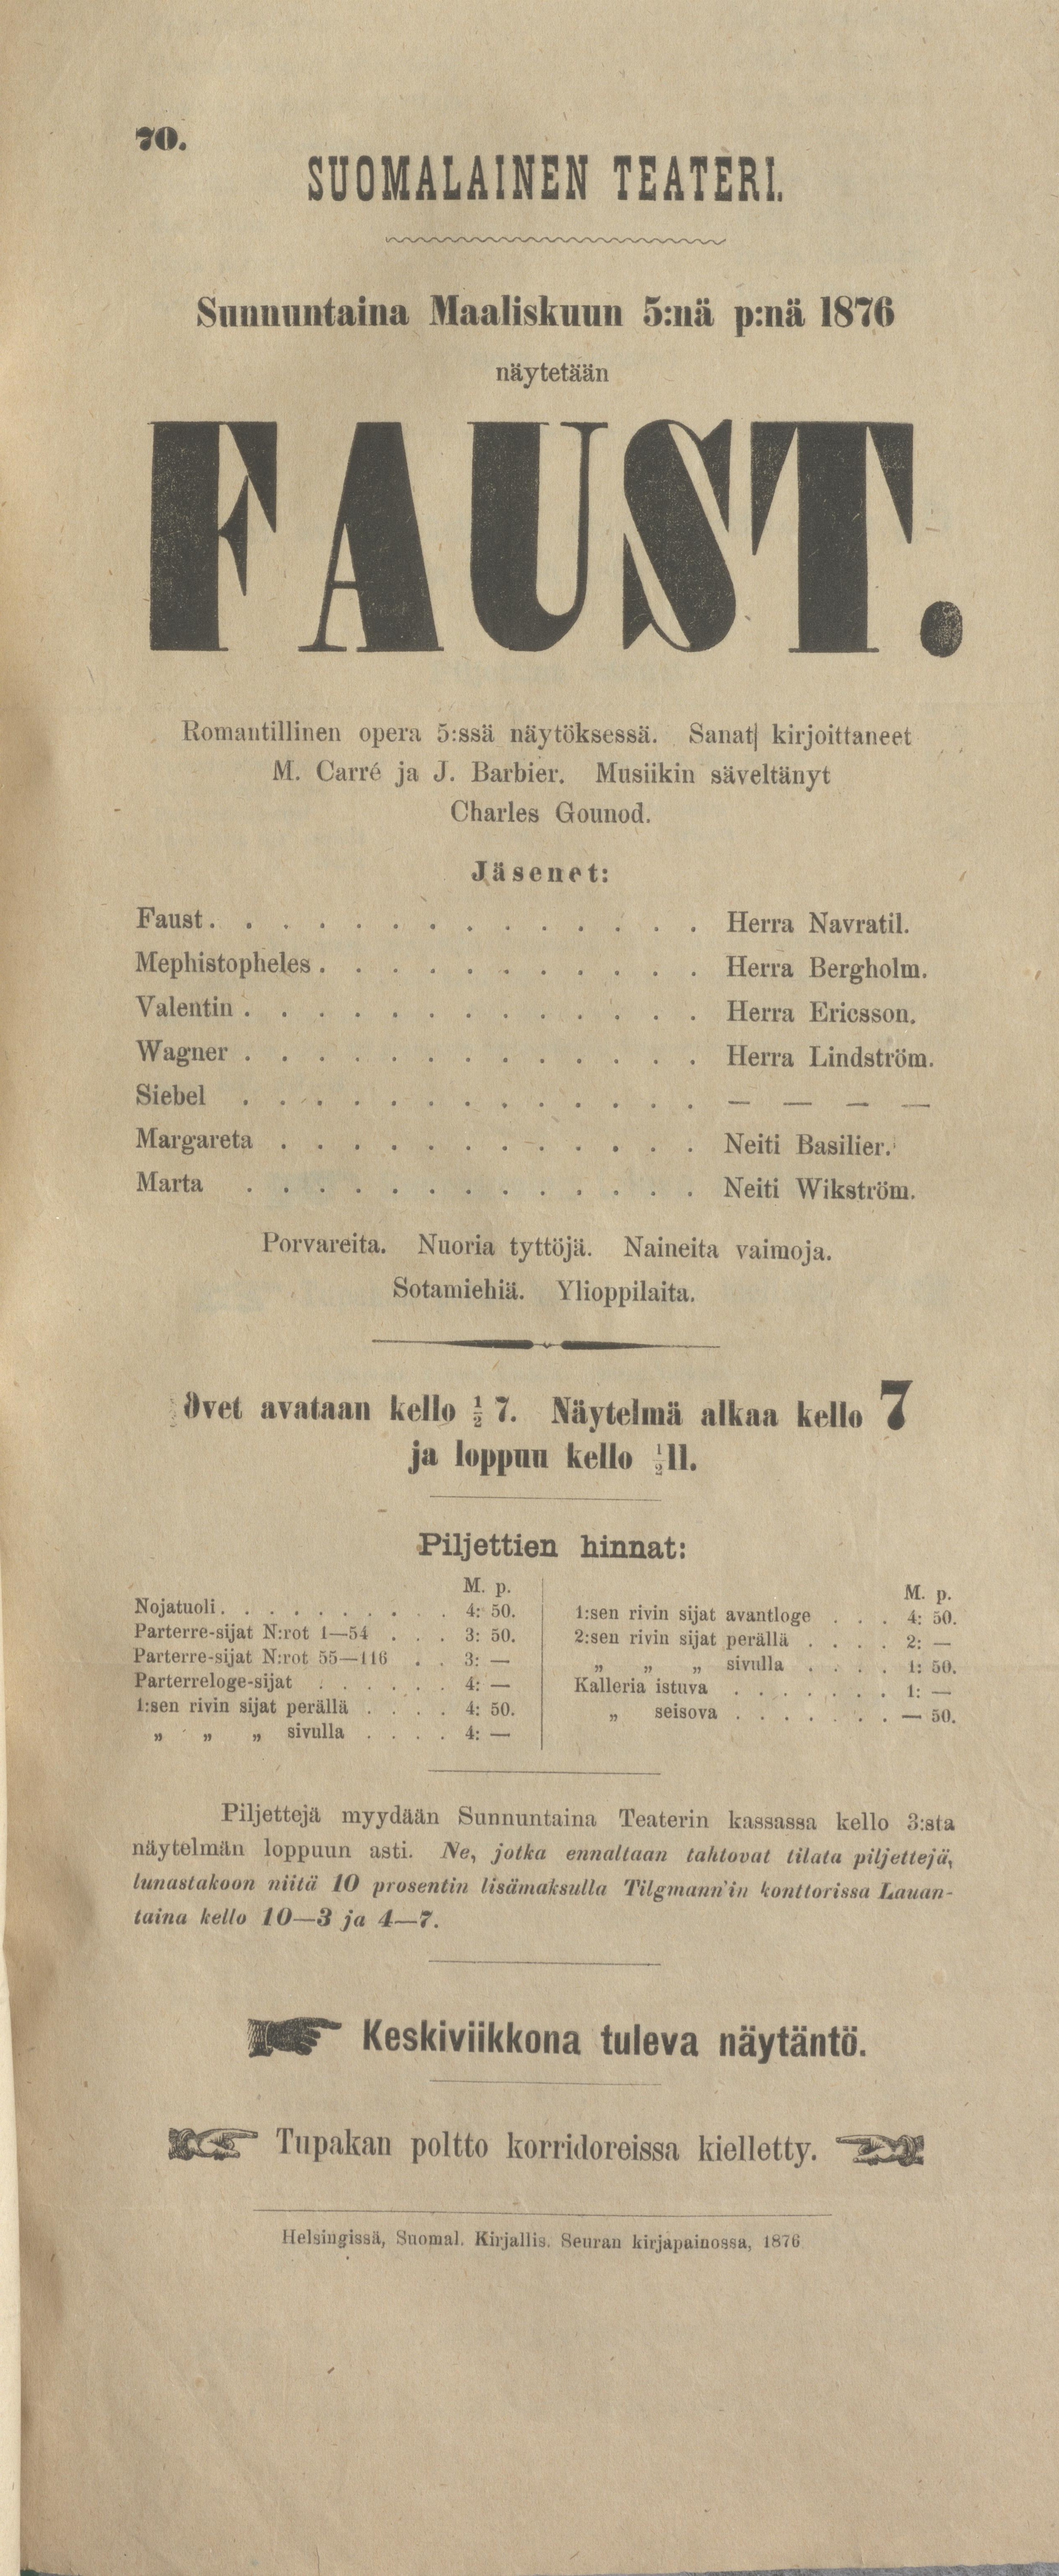 70.
SUOMALAINEN TEATERI.
Sunnuntaina Maaliskuun 5:nä p:nä 1876
näytetään
FAUST.
Romantillinen opera 5:ssä näytöksessä. Sanat kirjoittaneet
M. Carré ja J. Barbier. Musiikin säveltänyt
Charles Gounod.
Jäsenet:
Faust. . . . . . . . . . . . . . Herra Navratil.
Mephistopheles . . . . . . . . . . . Herra Bergholm.
Valentin . . . . . . . . . . . . . Herra Ericsson.
Wagner . . . . . . . . . . . . . Herra Lindström.
Siebel . . . . . . . . . . . . . — — — —
Margareta . . . . . . . . . . . . Neiti Basilier.
Marta . . . . . . . . . . . . . Neiti Wikström.
Porvareita. Nuoria tyttöjä. Naineita vaimoja.
Sotamiehiä. Ylioppilaita.
Ovet avataan kello ½ 7. Näytelmä alkaa kello 7
ja loppuu kello ½11.
Piljettien hinnat:
M. p.
Nojatuoli . . . . . . . . . . 4: 50.
Parterre-sijat N:rot 1—54 . . . 3: 50.
Parterre-sijat N:rot 55—116 . . 3: —
Parterreloge-sijat . . . . . . 4: —
1:sen rivin sijat perällä . . . . 4: 50.
„ „ „ sivulla . . . . 4: —
M. p.
1:sen rivin sijat avantloge . . . 4: 50.
2:sen rivin sijat perällä . . . . 2: —
„ „ „ sivulla . . . . 1: 50.
Kalleria istuva . . . . . . . 1: —
„ seisova . . . . . . . — 50.
Piljettejä myydään Sunnuntaina Teaterin kassassa kello 3:sta
näytelmän loppuun asti. Ne, jotka ennaltaan tahtovat tilata piljettejä,
lunastakoon niitä 10 prosentin lisämaksulla Tilgmann'in konttorissa Lauan-
taina kello 10—3 ja 4—7.
Keskiviikkona tuleva näytäntö.
Tupakan poltto korridoreissa kielletty.
Helsingissä, Suomal. Kirjallis. Seuran kirjapainossa, 1876